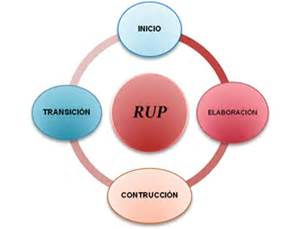 INICIO
TRANSICIÓN
RUP
ELABORACIÓN
CONTRUCCIÓN